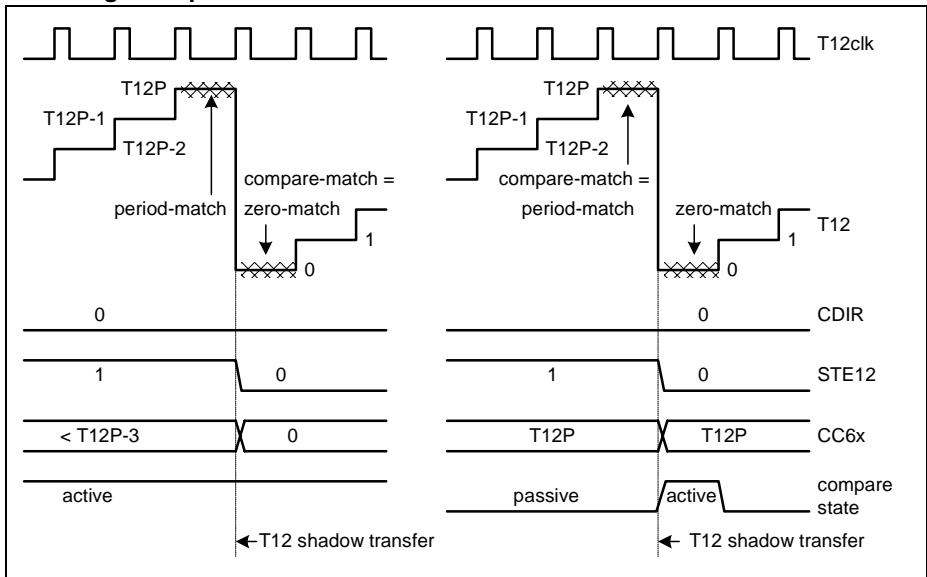 T12clk
T12P T12P
T12P-1 T12P-1
T12P-2 T12P-2
compare-match = compare-match =
period-match zero-match period-match zero-match T12
1 1
0 0
0 0 CDIR
1 0 1 0 STE12
< T12P-3 0 T12P T12P CC6x
active passive active compare
state
T12 shadow transfer T12 shadow transfer